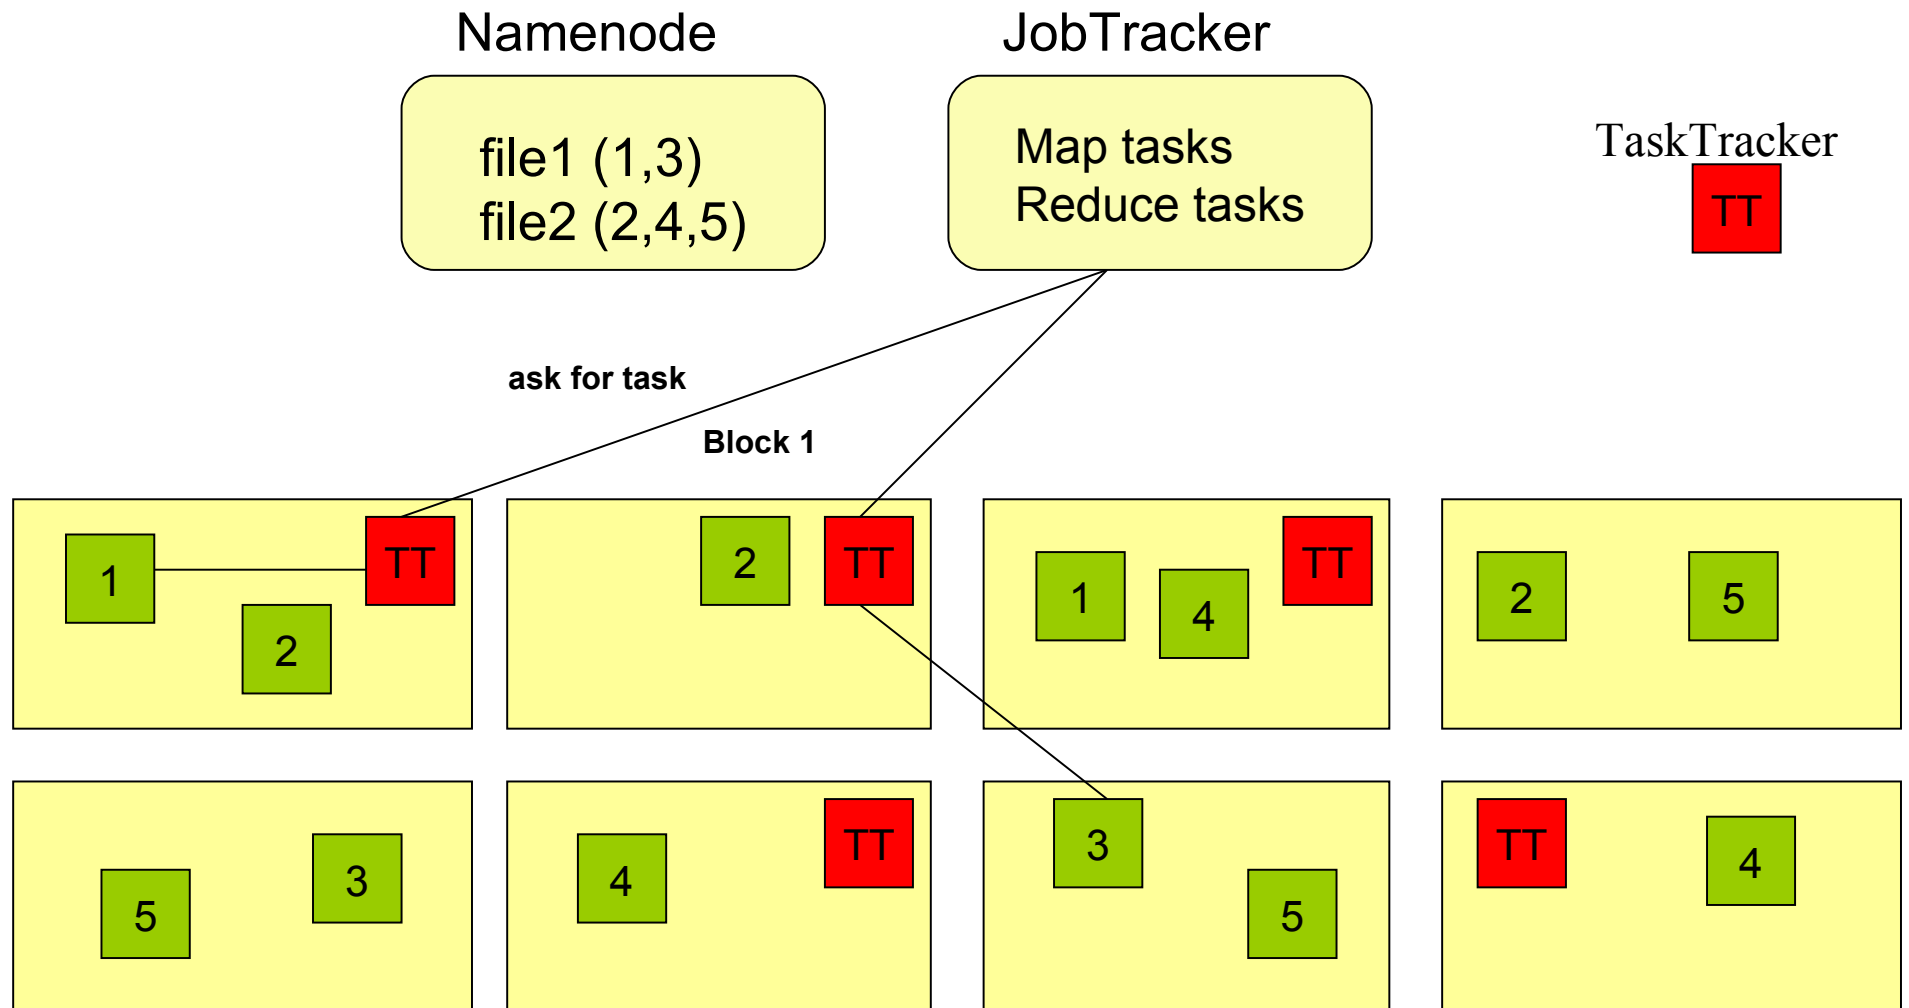 Namenode
JobTracker
file1 (1,3)
file2 (2,4,5)
Map tasks
Reduce tasks
TaskTracker
TT
ask for task
Block 1
1
2
TT
2
TT
1
4
TT
2
5
5
3
4
TT
3
5
TT
4